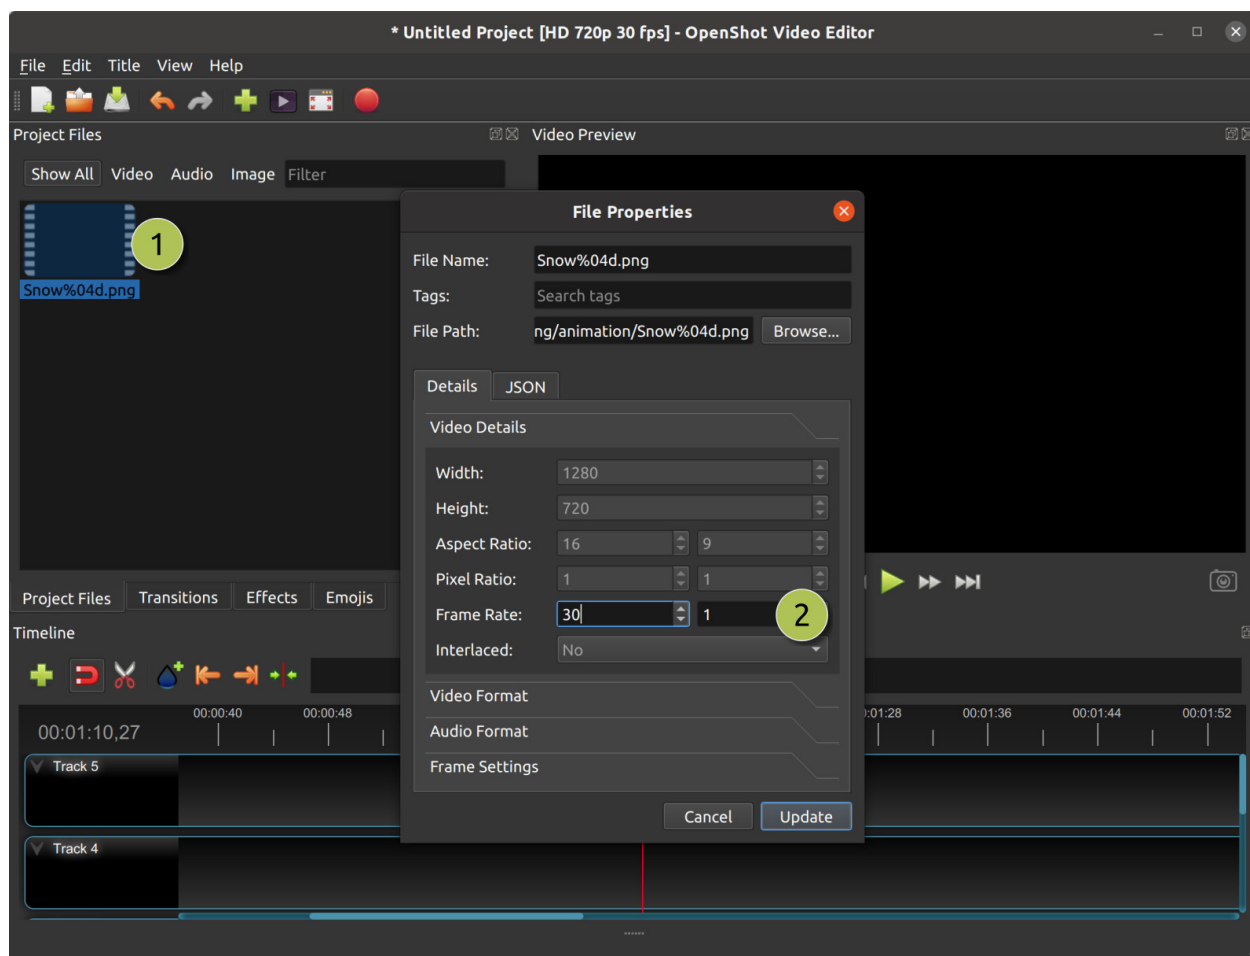 * Untitled Project [HD 720p 30 fps] - OpenShot Video Editor
File Edit Title View Help
Project Files
Video Preview
Show All Video Audio Image Filter
1
Snow%04d.png
File Properties
File Name: Snow%04d.png
Tags: Search tags
File Path: ng/animation/Snow%04d.png Browse...
Details JSON
Video Details
Width: 1280
Height: 720
Aspect Ratio: 16 9
Pixel Ratio: 1 1
Frame Rate: 30 1 2
Interlaced: No
Video Format
Audio Format
Frame Settings
Cancel Update
Project Files Transitions Effects Emojis
Timeline
00:01:10,27
00:00:40 00:00:48 :01:28 00:01:36 00:01:44 00:01:52
Track 5
Track 4